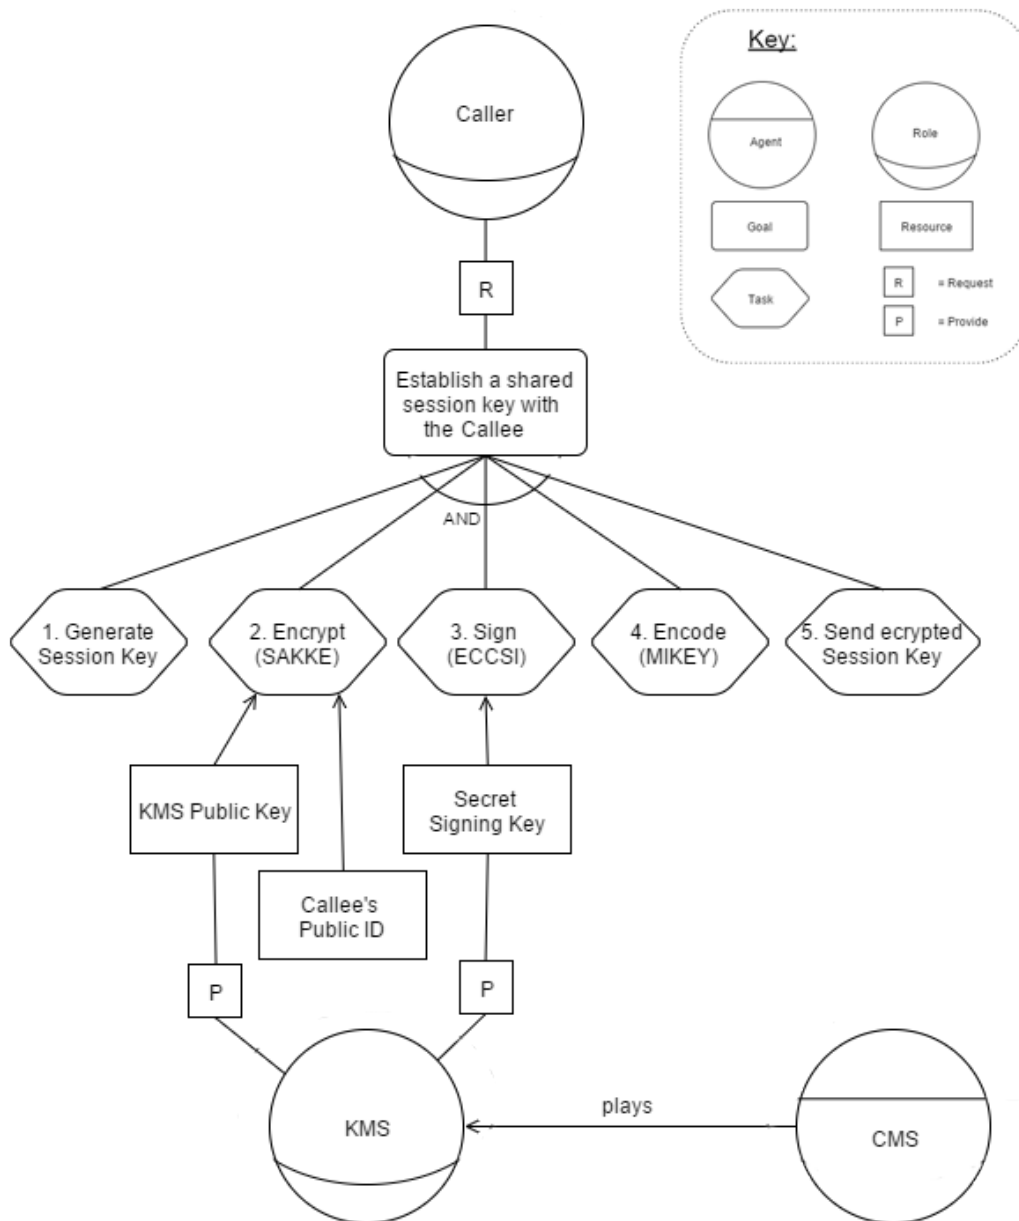 Key:
Caller
Agent
Role
Goal
Resource
R
= Request
Task
P
= Provide
R
Establish a shared
session key with
the Callee
AND
1. Generate
Session Key
2. Encrypt
(SAKKE)
3. Sign
(ECCSI)
4. Encode
(MIKEY)
5. Send ecrypted
Session Key
KMS Public Key
Secret
Signing Key
Callee's
Public ID
P
P
KMS
plays
CMS